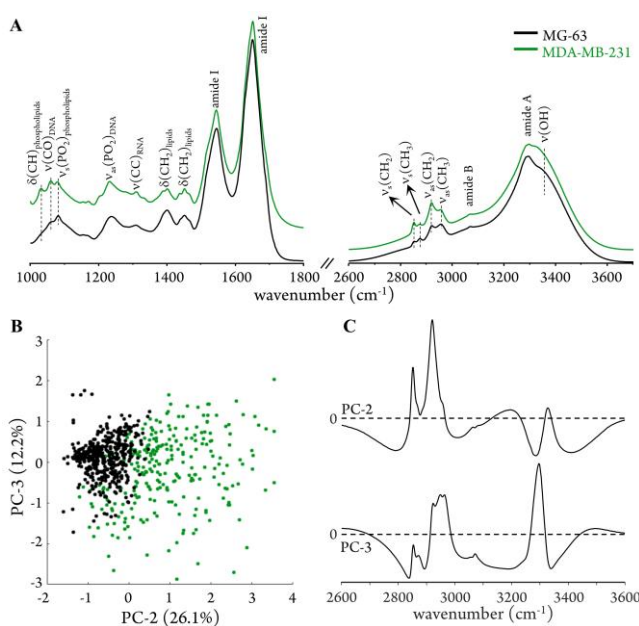 A
MG-63
MDA-MB-231
δ(CH)phospholipids
ν(CO)DNA
νs(PO2)phospholipids
νas(PO2)DNA
ν(CC)RNA
δ(CH2)lipids
δ(CH2)lipids
amide I
amide I
νs(CH2)
νs(CH3)
νas(CH2)
νas(CH3)
amide B
amide A
ν(OH)
1000 1200 1400 1600 1800 // 2600 2800 3000 3200 3400 3600
wavenumber (cm-1)
B
3
2
1
0
-1
-2
-3
PC-3 (12.2%)
-2 -1 0 1 2 3 4
PC-2 (26.1%)
C
PC-2
0
0
PC-3
2600 2800 3000 3200 3400 3600
wavenumber (cm-1)